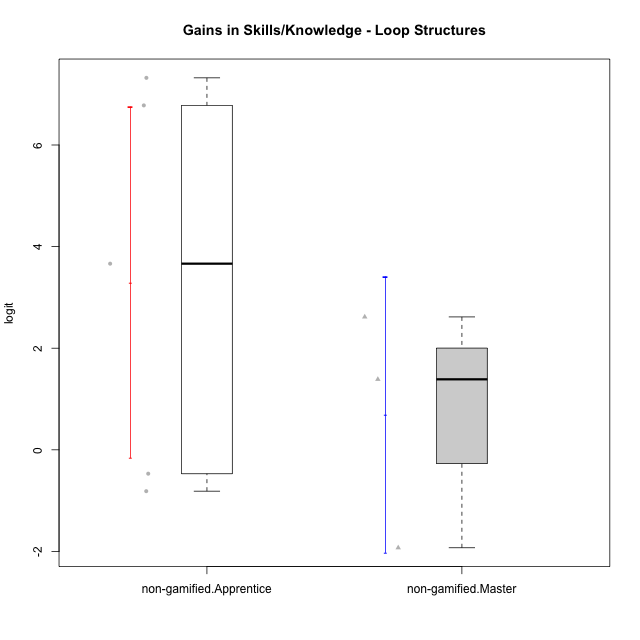 Gains in Skills/Knowledge - Loop Structures
logit
6
4
2
0
-2
non-gamified.Apprentice
non-gamified.Master